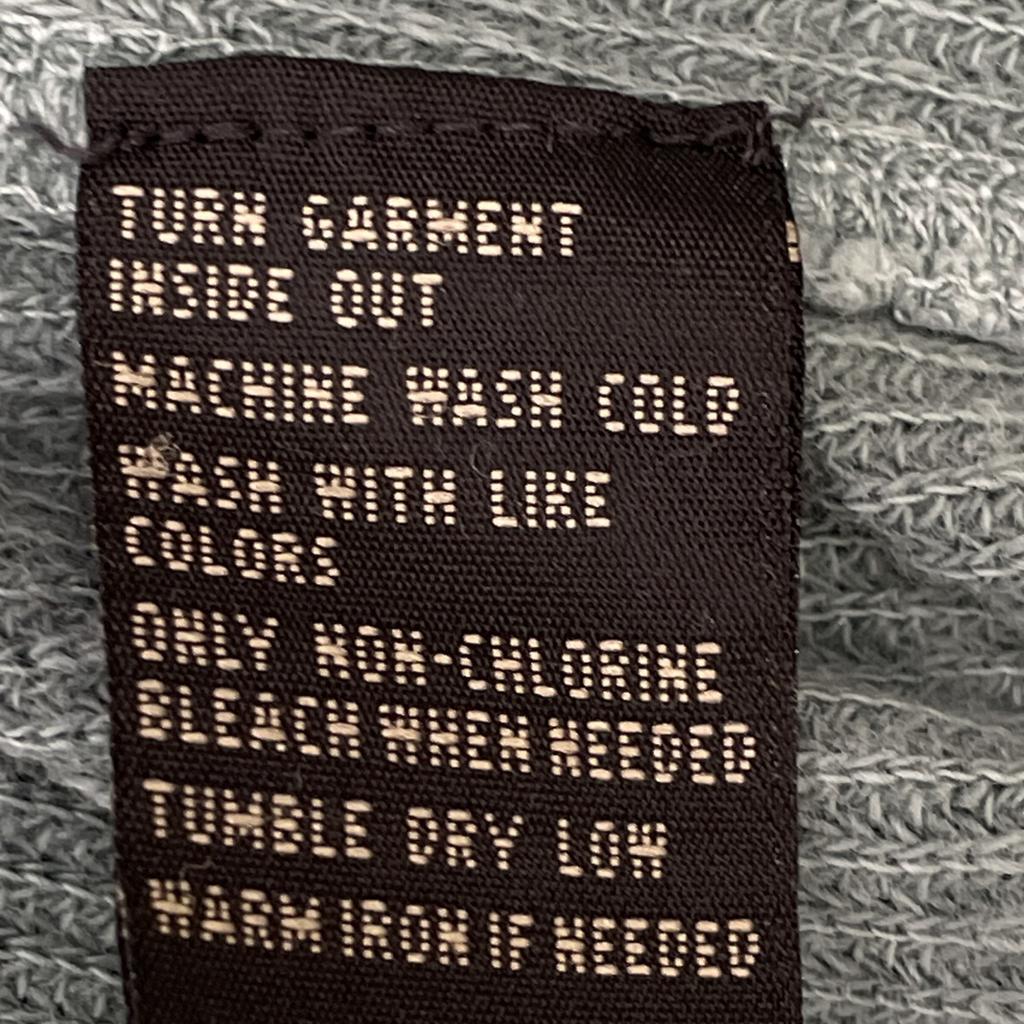 TURN GARMENT
INSIDE OUT
MACHINE WASH COLD
WASH WITH LIKE
COLORS
ONLY NON-CHLORINE
BLEACH WHEN NEEDED
TUMBLE DRY LOW
WARM IRON IF NEEDED